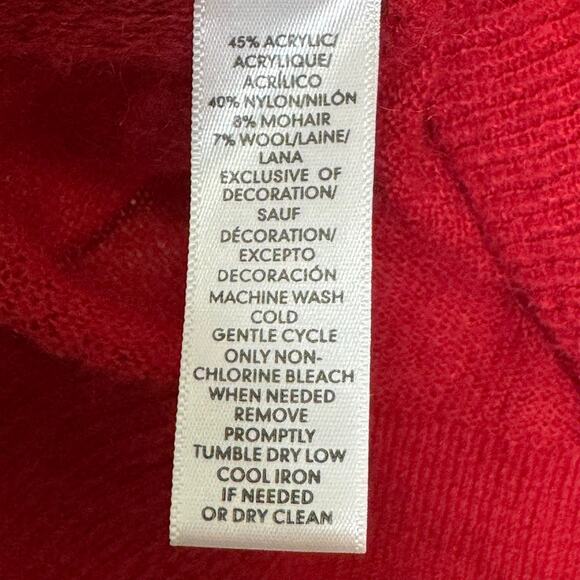 45% ACRYLIC/
ACRYLIQUE/
ACRÍLICO
40% NYLON/NILÓN
8% MOHAIR
7% WOOL/LAINE/
LANA
EXCLUSIVE OF
DECORATION/
SAUF
DÉCORATION/
EXCEPTO
DECORACIÓN
MACHINE WASH
COLD
GENTLE CYCLE
ONLY NON-
CHLORINE BLEACH
WHEN NEEDED
REMOVE
PROMPTLY
TUMBLE DRY LOW
COOL IRON
IF NEEDED
OR DRY CLEAN